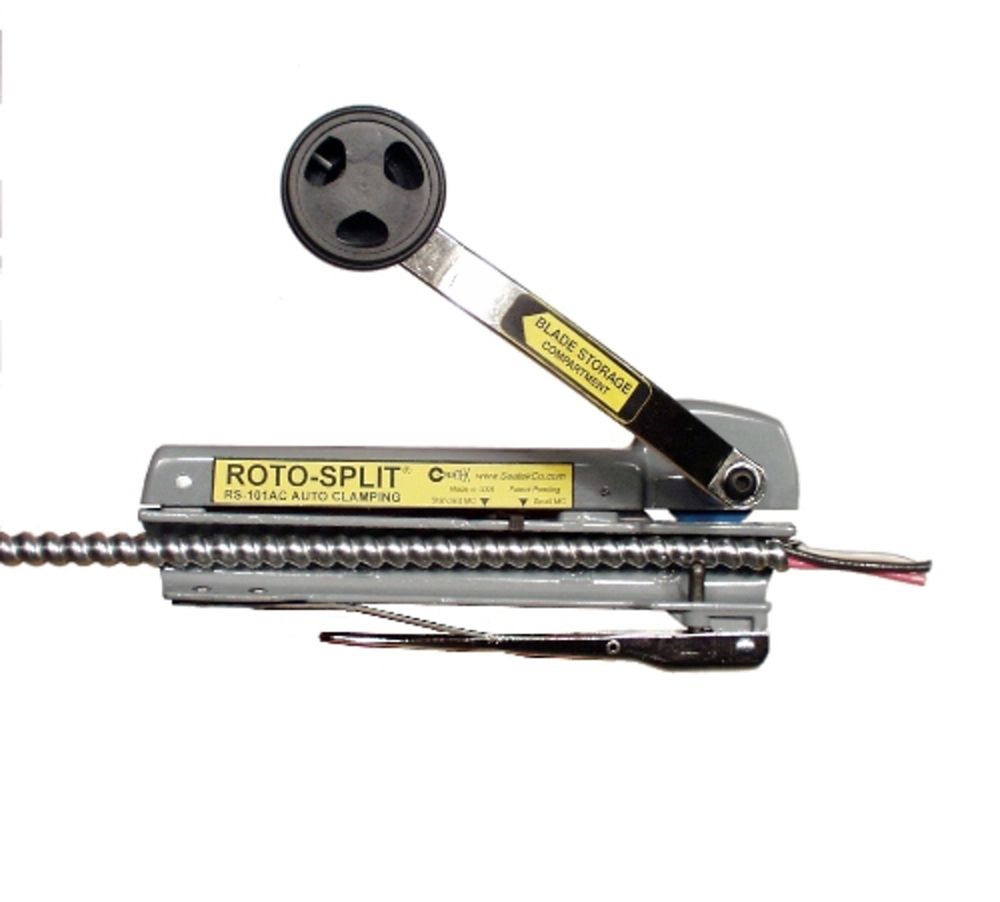 BLADE STORAGE
COMPARTMENT
ROTO-SPLIT®
RS-101AC AUTO CLAMPING
www.SeatekCo.com
Made in USA Patent Pending
Standard MC Small MC